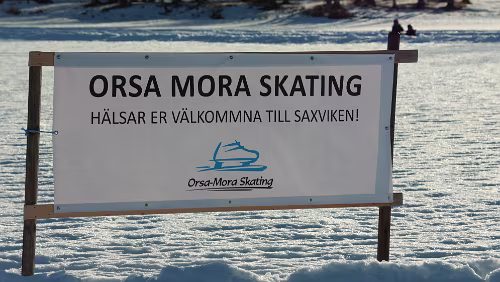 ORSA MORA SKATING
HÄLSAR ER VÄLKOMMNA TILL SAXVIKEN!
Orsa-Mora Skating